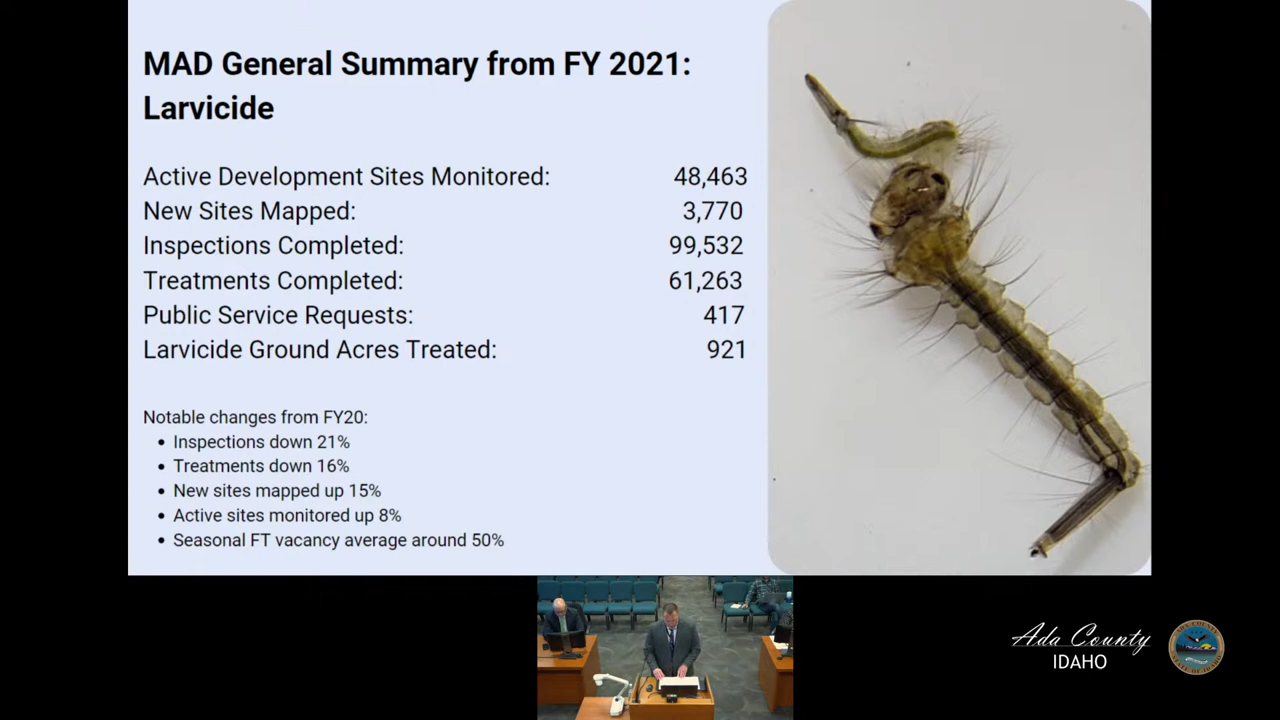 MAD General Summary from FY 2021:
Larvicide
Active Development Sites Monitored: 48,463
New Sites Mapped: 3,770
Inspections Completed: 99,532
Treatments Completed: 61,263
Public Service Requests: 417
Larvicide Ground Acres Treated: 921
Notable changes from FY20:
• Inspections down 21%
• Treatments down 16%
• New sites mapped up 15%
• Active sites monitored up 8%
• Seasonal FT vacancy average around 50%
Ada County
IDAHO